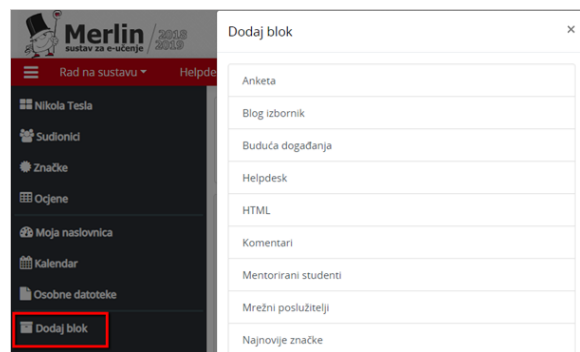 Merlin 2018
sustav za e-učenje 2019
Rad na sustavu
Helpde
Nikola Tesla
Sudionici
Značke
Ocjene
Moja naslovnica
Kalendar
Osobne datoteke
Dodaj blok
Dodaj blok
×
Anketa
Blog izbornik
Buduća događanja
Helpdesk
HTML
Komentari
Mentorirani studenti
Mrežni poslužitelji
Najnovije značke